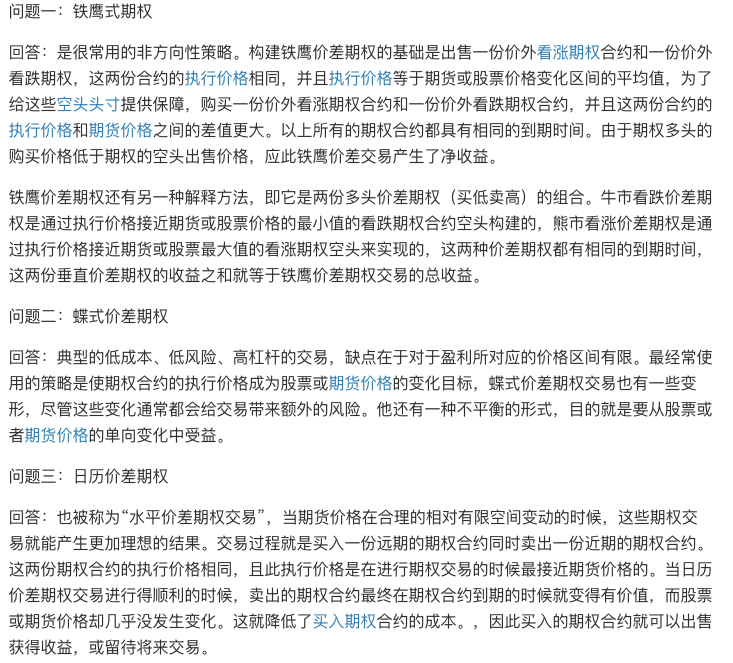 问题一：铁鹰式期权
回答：是很常用的非方向性策略。构建铁鹰价差期权的基础是出售一份价外看涨期权合约和一份价外
看跌期权，这两份合约的执行价格相同，并且执行价格等于期货或股票价格变化区间的平均值，为了
给这些空头头寸提供保障，购买一份价外看涨期权合约和一份价外看跌期权合约，并且这两份合约的
执行价格和期货价格之间的差值更大。以上所有的期权合约都具有相同的到期时间。由于期权多头的
购买价格低于期权的空头出售价格，应此铁鹰价差交易产生了净收益。
铁鹰价差期权还有另一种解释方法，即它是两份多头价差期权（买低卖高）的组合。牛市看跌价差期
权是通过执行价格接近期货或股票价格的最小值的看跌期权合约空头构建的，熊市看涨价差期权是通
过执行价格接近期货或股票最大值的看涨期权空头来实现的，这两种价差期权都有相同的到期时间，
这两份垂直价差期权的收益之和就等于铁鹰价差期权交易的总收益。
问题二：蝶式价差期权
回答：典型的低成本、低风险、高杠杆的交易，缺点在于对于盈利所对应的价格区间有限。最经常使
用的策略是使期权合约的执行价格成为股票或期货价格的变化目标，蝶式价差期权交易也有一些变
形，尽管这些变化通常都会给交易带来额外的风险。他还有一种不平衡的形式，目的就是要从股票或
者期货价格的单向变化中受益。
问题三：日历价差期权
回答：也被称为“水平价差期权交易”，当期货价格在合理的相对有限空间变动的时候，这些期权交
易就能产生更加理想的结果。交易过程就是买入一份远期的期权合约同时卖出一份近期的期权合约。
这两份期权合约的执行价格相同，且此执行价格是在进行期权交易的时候最接近期货价格的。当日历
价差期权交易进行得顺利的时候，卖出的期权合约最终在期权合约到期的时候就变得有价值，而股票
或期货价格却几乎没发生变化。这就降低了买入期权合约的成本。，因此买入的期权合约就可以出售
获得收益，或留待将来交易。